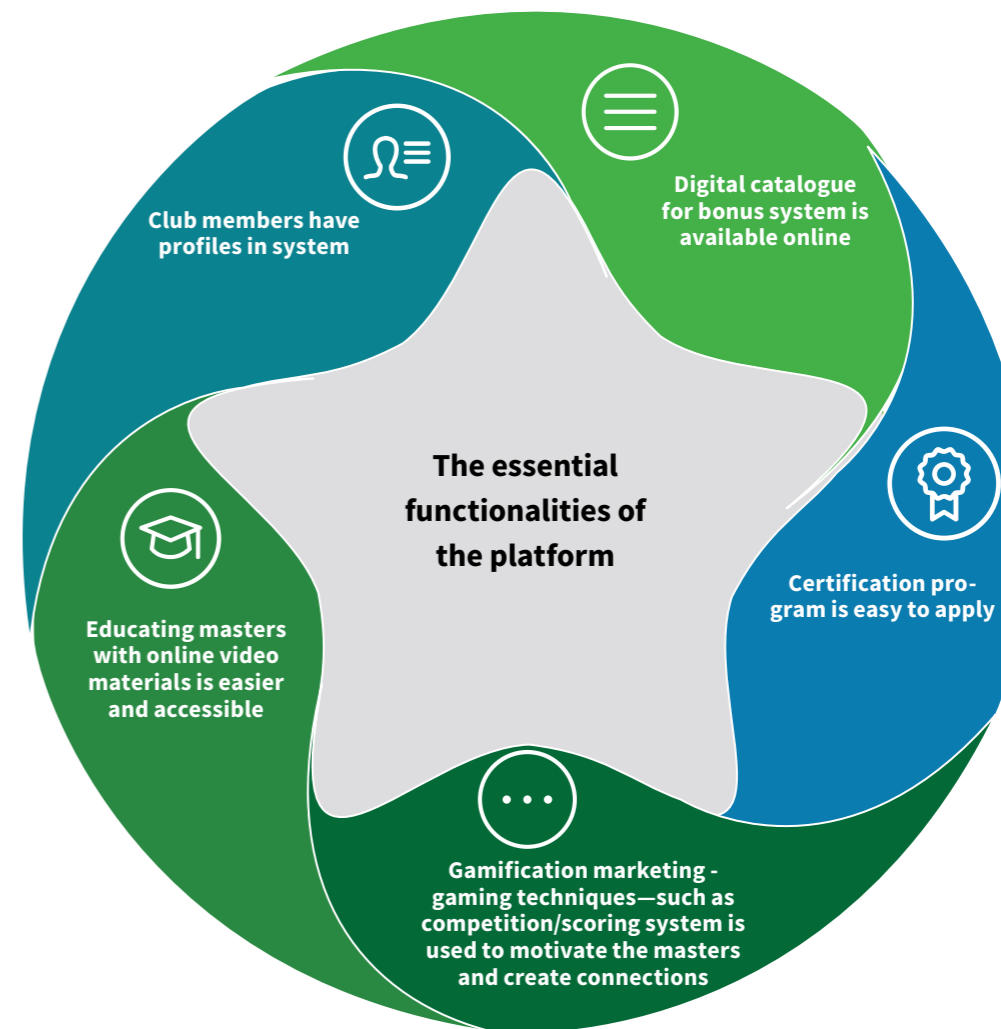 Club members have
profiles in system
Digital catalogue
for bonus system is
available online
The essential
functionalities of
the platform
Certification pro-
gram is easy to apply
Educating masters
with online video
materials is easier
and accessible
Gamification marketing -
gaming techniques—such as
competition/scoring system is
used to motivate the masters
and create connections